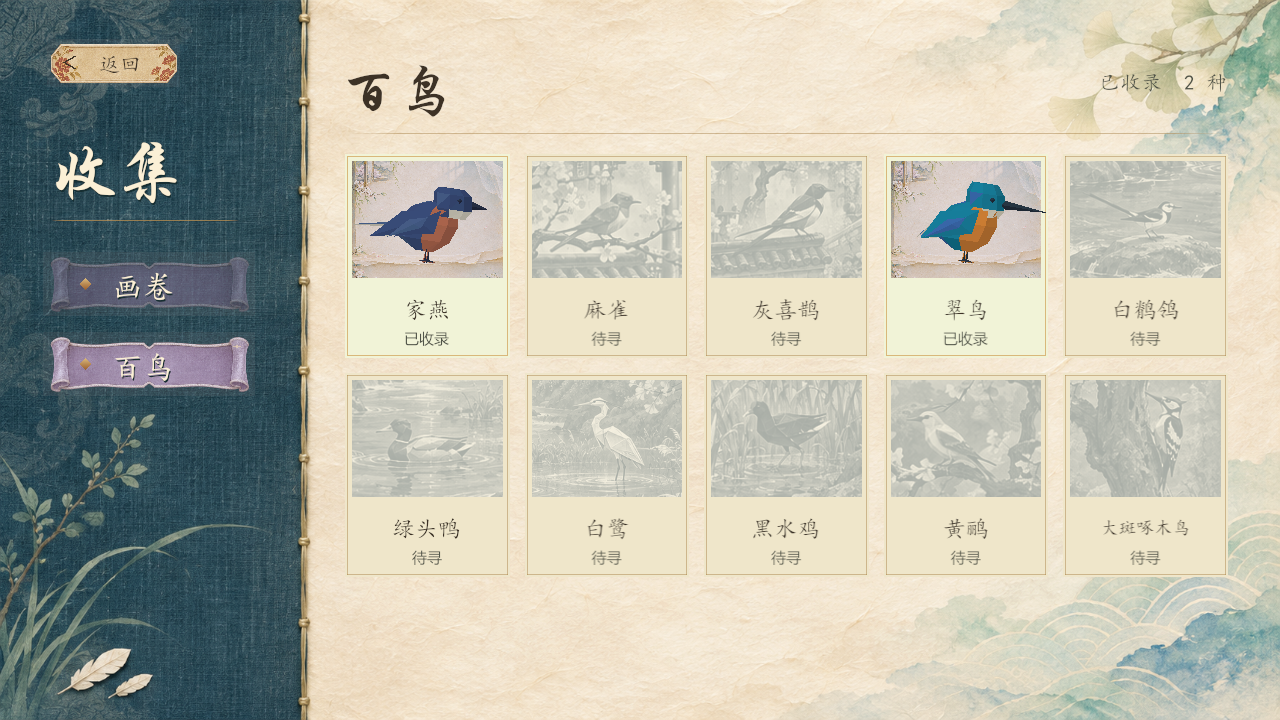 < 返回
收集
画卷
百鸟
百鸟
已收录 2 种
家燕
已收录
麻雀
待寻
灰喜鹊
待寻
翠鸟
已收录
白鹡鸰
待寻
绿头鸭
待寻
白鹭
待寻
黑水鸡
待寻
黄鹂
待寻
大斑啄木鸟
待寻